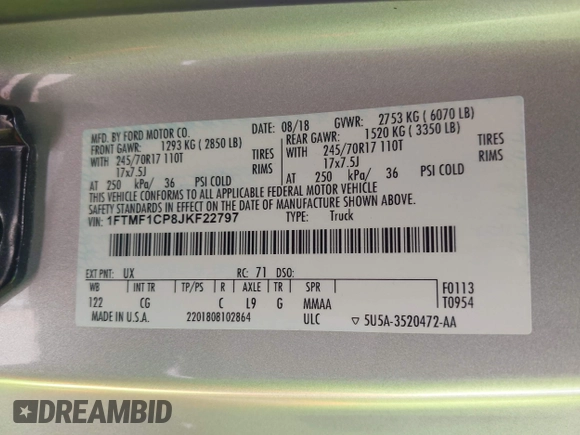 MFD. BY FORD MOTOR CO.
DATE: 08/18 GVWR: 2753 KG ( 6070 LB)
FRONT GAWR: 1293 KG ( 2850 LB) REAR GAWR: 1520 KG ( 3350 LB)
WITH 245/70R17 110T TIRES WITH 245/70R17 110T TIRES
17x7.5J RIMS 17x7.5J RIMS
AT 250 kPa/ 36 PSI COLD AT 250 kPa/ 36 PSI COLD
THIS VEHICLE CONFORMS TO ALL APPLICABLE FEDERAL MOTOR VEHICLE
SAFETY STANDARDS IN EFFECT ON THE DATE OF MANUFACTURE SHOWN ABOVE.
1FTMF1CP8JKF22797 TYPE: Truck
EXT PNT: UX RC: 71 DSO:
WB INT TR TP/PS R AXLE TR SPR F0113
122 CG C L9 G MMAA T0954
MADE IN U.S.A. 2201808102864 ULC ▽ 5U5A-3520472-AA
DREAMBID